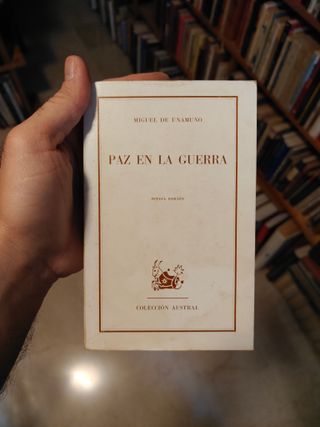 MIGUEL DE UNAMUNO
PAZ EN LA GUERRA
COLECCIÓN AUSTRAL